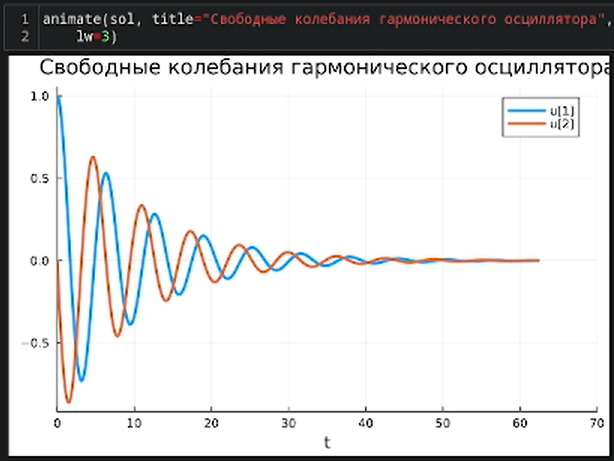 1 animate(sol, title="Свободные колебания гармонического осциллятора",
2 lw=3)
Свободные колебания гармонического осциллятора
1.0
u[1]
u[2]
0.5
0.0
−0.5
0 10 20 30 40 50 60 70
t